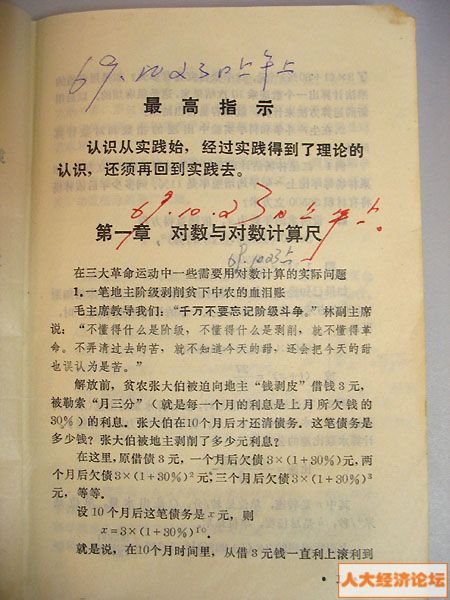 69.10.23日上午上
最高指示
认识从实践始，经过实践得到了理论的
认识，还须再回到实践去。
69.10.23日上午上
第一章 对数与对数计算尺
69.10.23上
在三大革命运动中一些需要用对数计算的实际问题
1.一笔地主阶级剥削贫下中农的血泪账
毛主席教导我们：“千万不要忘记阶级斗争。”林副主席
说：“不懂得什么是阶级，不懂得什么是剥削，就不懂得革
命。不弄清过去的苦，就不知道今天的甜，还会把今天的甜
也误认为是苦。”
解放前，贫农张大伯被迫向地主“钱剥皮”借钱3元，
被勒索“月三分”（就是每一个月的利息是上月所欠钱的
30%）的利息。张大伯在10个月后才还清债务。这笔债务是
多少钱？张大伯被地主剥削了多少元利息？
在这里，原借债3元，一个月后欠债3×(1+30%)元，两
个月后欠债3×(1+30%)²元，三个月后欠债3×(1+30%)³
元，等等。
设10个月后这笔债务是x元，则
x=3×(1+30%)¹⁰.
就是说，在10个月时间里，从借3元钱一直利上滚利到
人大经济论坛